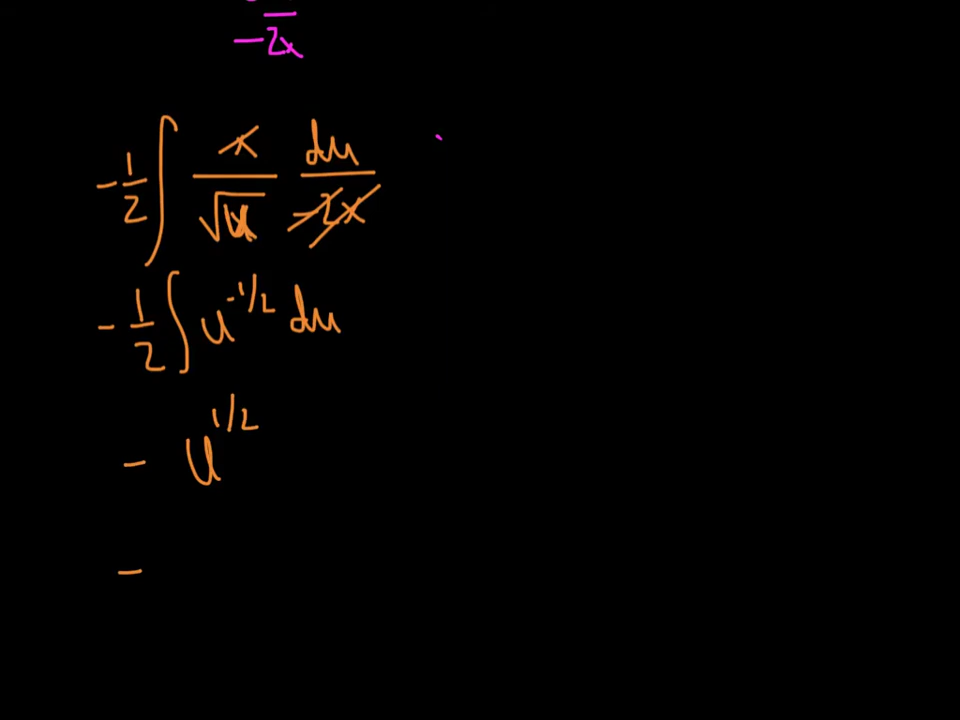 -2x
-1/2 ∫ x/√u du/-2x
-1/2 ∫ u^-1/2 du
- u^1/2
-